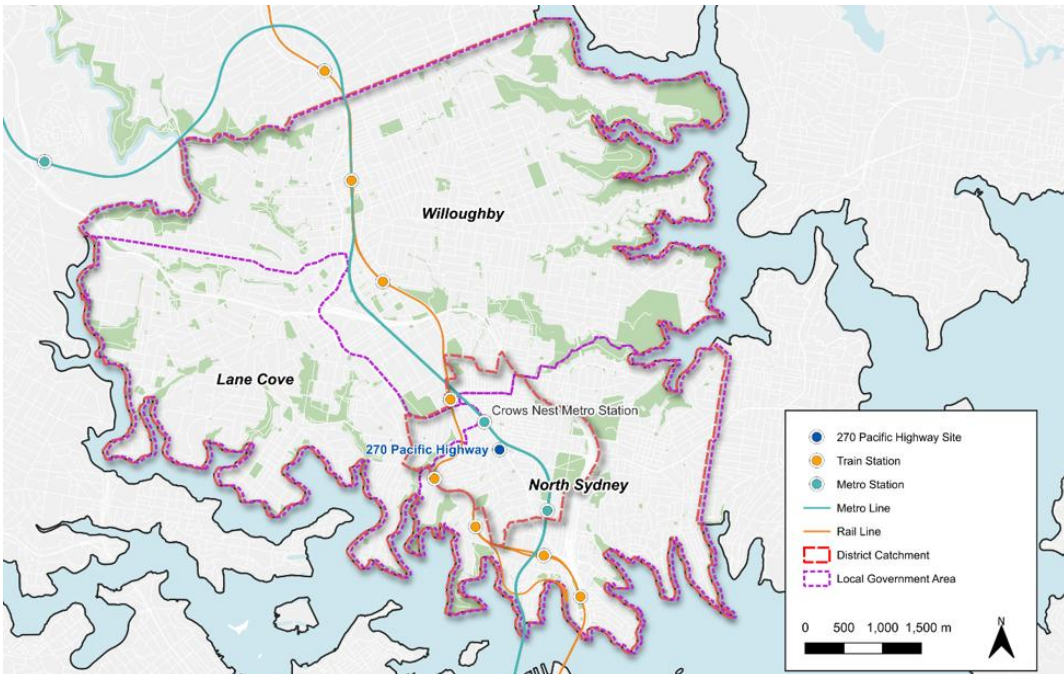 Willoughby
Lane Cove
Crows Nest Metro Station
270 Pacific Highway
North Sydney
270 Pacific Highway Site
Train Station
Metro Station
Metro Line
Rail Line
District Catchment
Local Government Area
0 500 1,000 1,500 m
N